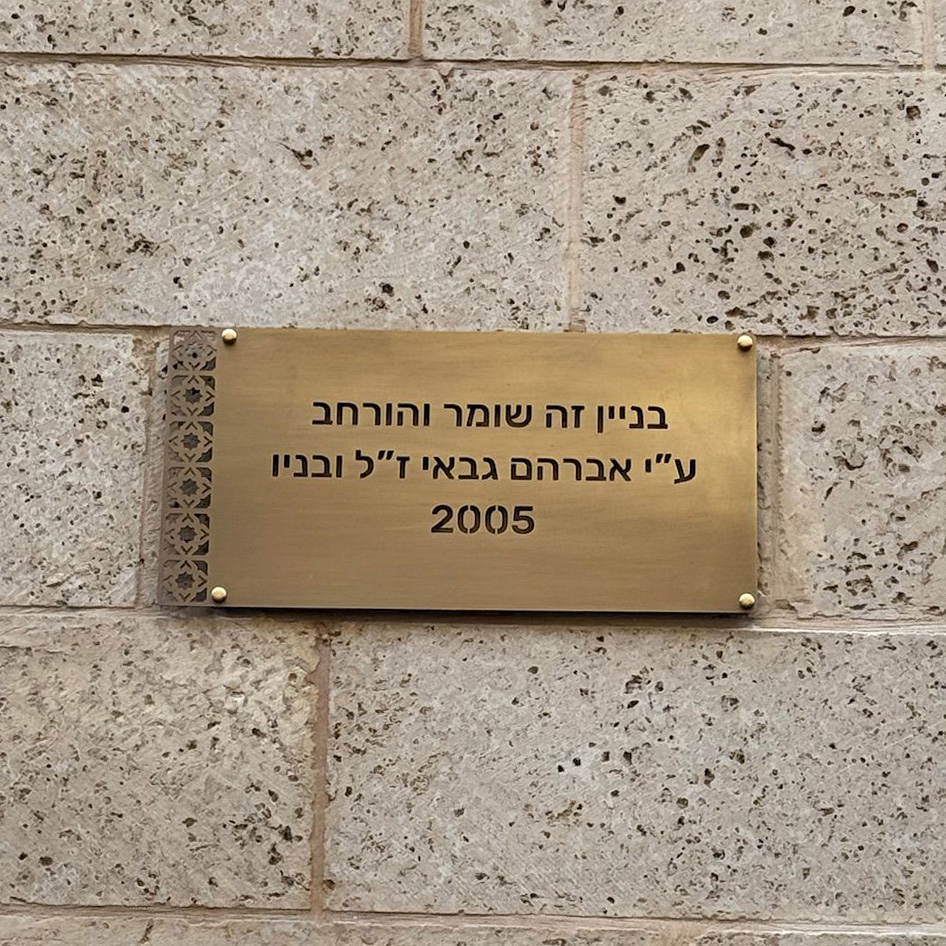 בניין זה שומר והורחב
ע״י אברהם גבאי ז״ל ובניו
2005